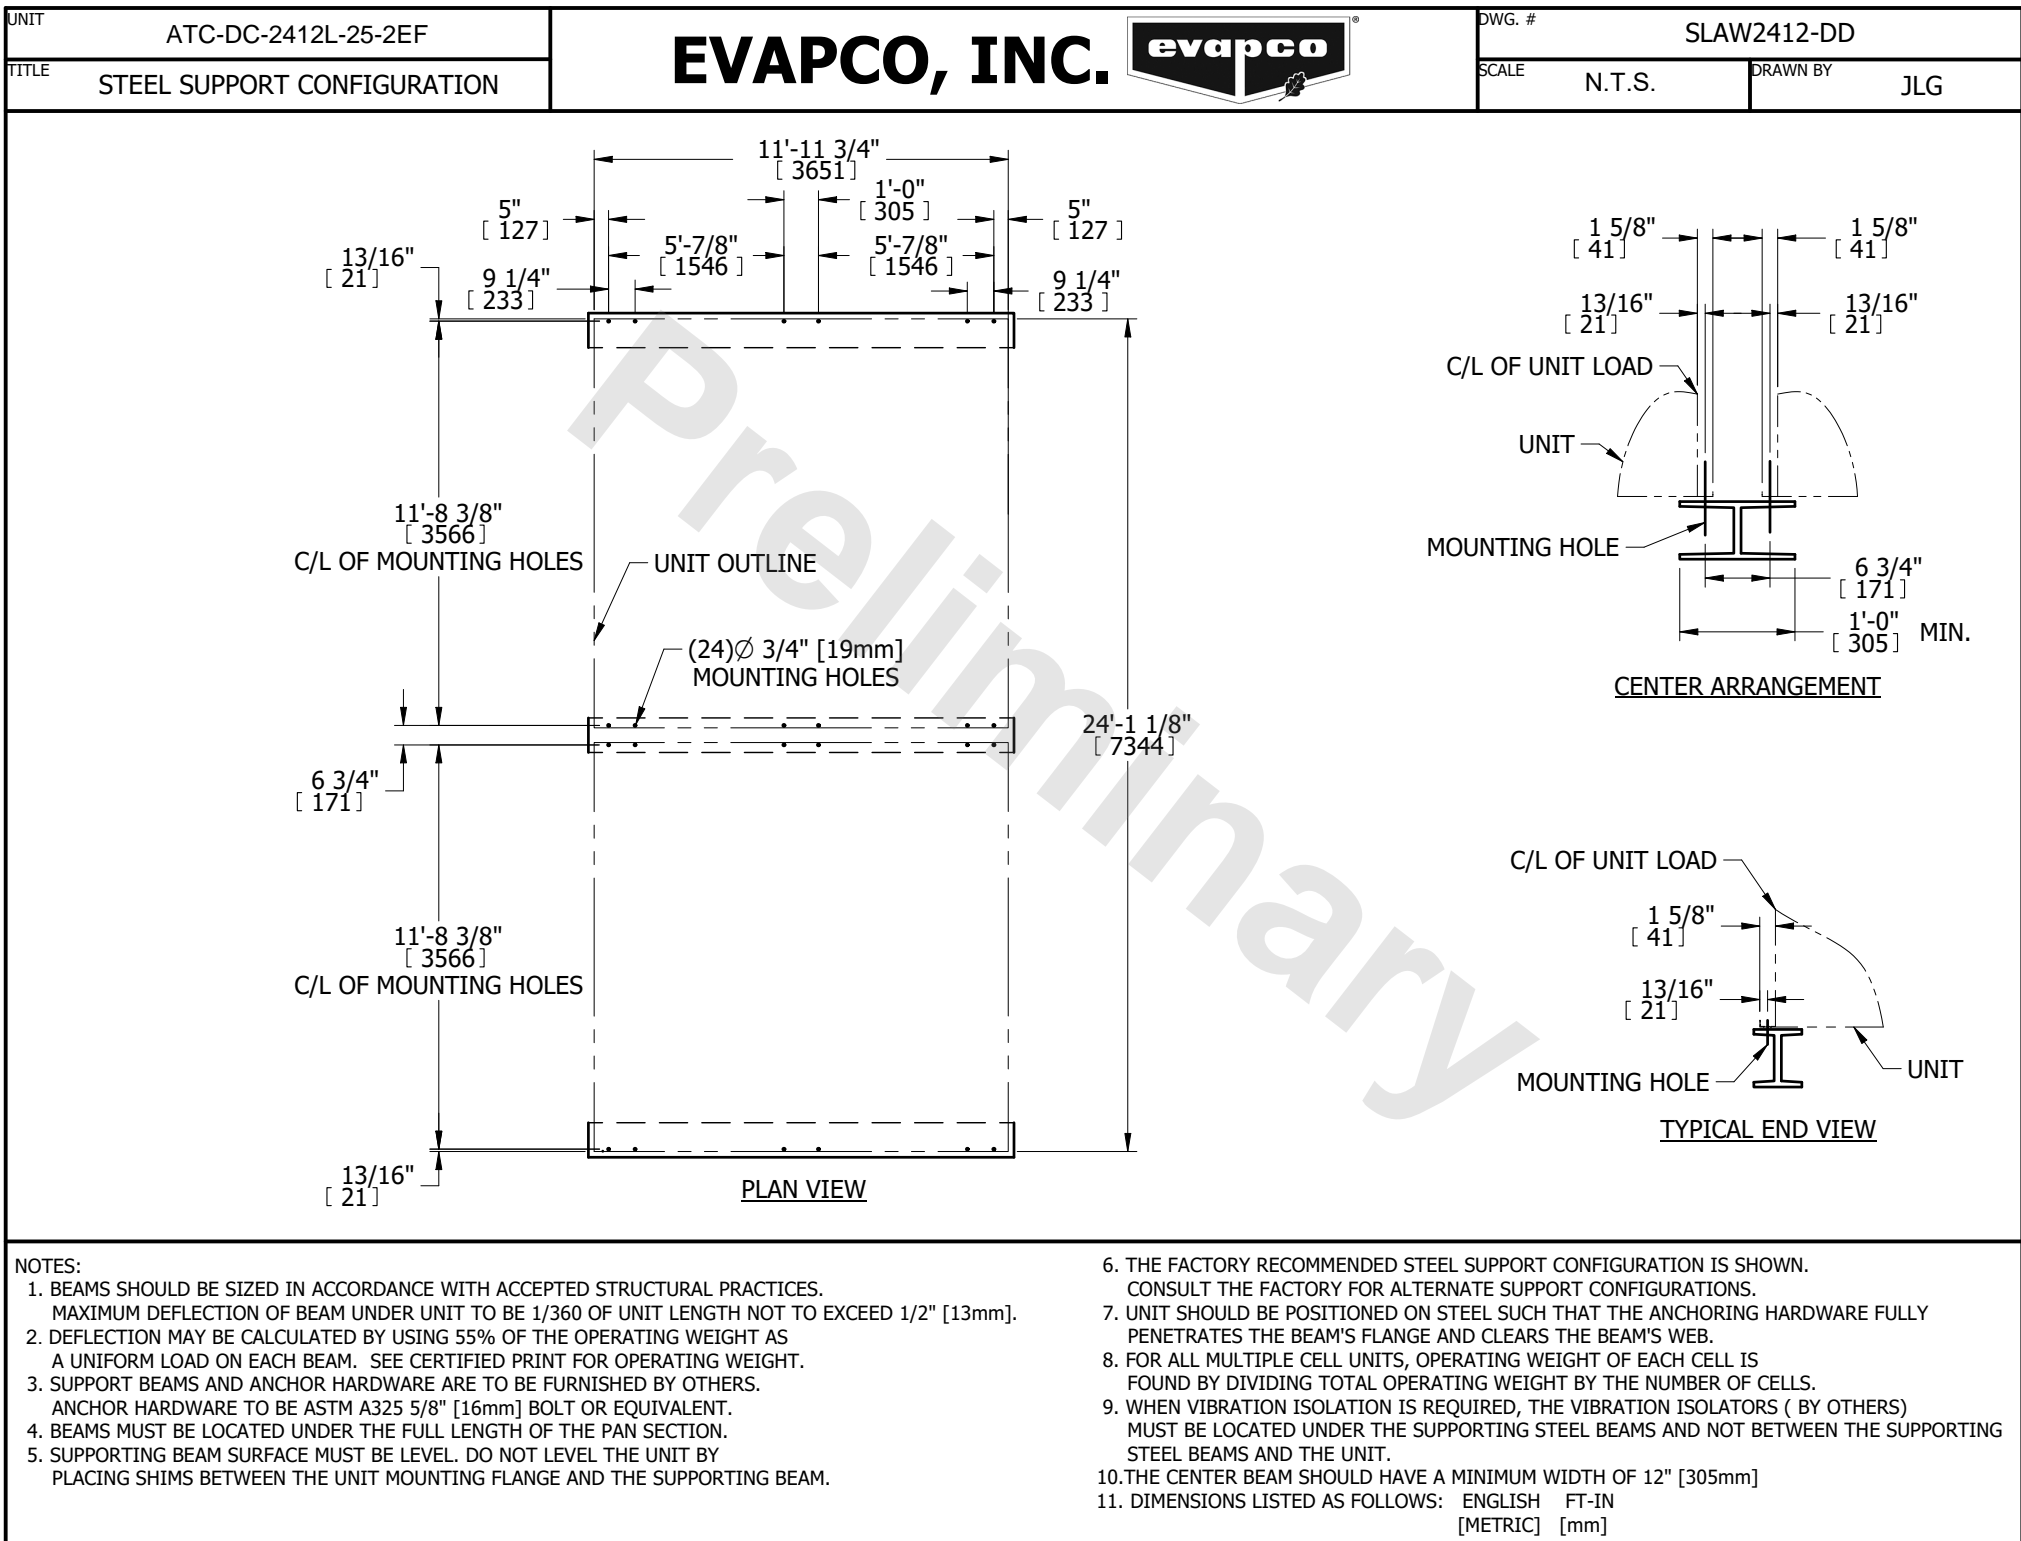 UNIT
ATC-DC-2412L-25-2EF
TITLE
STEEL SUPPORT CONFIGURATION
EVAPCO, INC.
evapco
®
DWG. #
SLAW2412-DD
SCALE
N.T.S.
DRAWN BY
JLG
11'-11 3/4"
[ 3651]
1'-0"
[ 305 ]
5"
[ 127]
5"
[ 127 ]
5'-7/8"
[ 1546 ]
5'-7/8"
[ 1546 ]
13/16"
[ 21]
9 1/4"
[ 233]
9 1/4"
[ 233 ]
11'-8 3/8"
[ 3566]
C/L OF MOUNTING HOLES
UNIT OUTLINE
(24)∅ 3/4" [19mm]
MOUNTING HOLES
24'-1 1/8"
[ 7344]
6 3/4"
[ 171]
11'-8 3/8"
[ 3566]
C/L OF MOUNTING HOLES
13/16"
[ 21]
PLAN VIEW
Preliminary
1 5/8"
[ 41]
1 5/8"
[ 41]
13/16"
[ 21]
13/16"
[ 21]
C/L OF UNIT LOAD
UNIT
MOUNTING HOLE
6 3/4"
[ 171]
1'-0"
[ 305] MIN.
CENTER ARRANGEMENT
C/L OF UNIT LOAD
1 5/8"
[ 41]
13/16"
[ 21]
MOUNTING HOLE
UNIT
TYPICAL END VIEW
NOTES:
1. BEAMS SHOULD BE SIZED IN ACCORDANCE WITH ACCEPTED STRUCTURAL PRACTICES.
MAXIMUM DEFLECTION OF BEAM UNDER UNIT TO BE 1/360 OF UNIT LENGTH NOT TO EXCEED 1/2" [13mm].
2. DEFLECTION MAY BE CALCULATED BY USING 55% OF THE OPERATING WEIGHT AS
A UNIFORM LOAD ON EACH BEAM. SEE CERTIFIED PRINT FOR OPERATING WEIGHT.
3. SUPPORT BEAMS AND ANCHOR HARDWARE ARE TO BE FURNISHED BY OTHERS.
ANCHOR HARDWARE TO BE ASTM A325 5/8" [16mm] BOLT OR EQUIVALENT.
4. BEAMS MUST BE LOCATED UNDER THE FULL LENGTH OF THE PAN SECTION.
5. SUPPORTING BEAM SURFACE MUST BE LEVEL. DO NOT LEVEL THE UNIT BY
PLACING SHIMS BETWEEN THE UNIT MOUNTING FLANGE AND THE SUPPORTING BEAM.
6. THE FACTORY RECOMMENDED STEEL SUPPORT CONFIGURATION IS SHOWN.
CONSULT THE FACTORY FOR ALTERNATE SUPPORT CONFIGURATIONS.
7. UNIT SHOULD BE POSITIONED ON STEEL SUCH THAT THE ANCHORING HARDWARE FULLY
PENETRATES THE BEAM'S FLANGE AND CLEARS THE BEAM'S WEB.
8. FOR ALL MULTIPLE CELL UNITS, OPERATING WEIGHT OF EACH CELL IS
FOUND BY DIVIDING TOTAL OPERATING WEIGHT BY THE NUMBER OF CELLS.
9. WHEN VIBRATION ISOLATION IS REQUIRED, THE VIBRATION ISOLATORS ( BY OTHERS)
MUST BE LOCATED UNDER THE SUPPORTING STEEL BEAMS AND NOT BETWEEN THE SUPPORTING
STEEL BEAMS AND THE UNIT.
10.THE CENTER BEAM SHOULD HAVE A MINIMUM WIDTH OF 12" [305mm]
11. DIMENSIONS LISTED AS FOLLOWS: ENGLISH FT-IN
[METRIC] [mm]